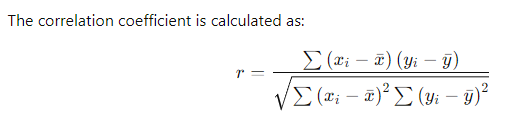 The correlation coefficient is calculated as:
r = ∑ (xᵢ − x̄) (yᵢ − ȳ) / √∑ (xᵢ − x̄)² ∑ (yᵢ − ȳ)²